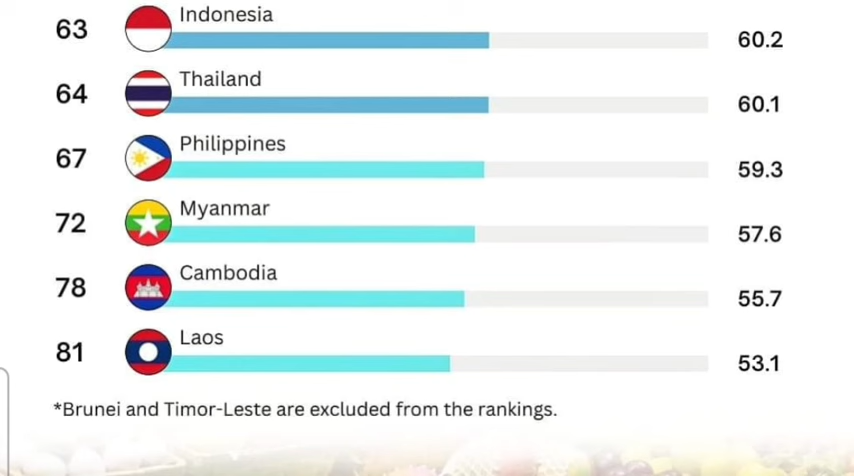 63 Indonesia 60.2
64 Thailand 60.1
67 Philippines 59.3
72 Myanmar 57.6
78 Cambodia 55.7
81 Laos 53.1
*Brunei and Timor-Leste are excluded from the rankings.